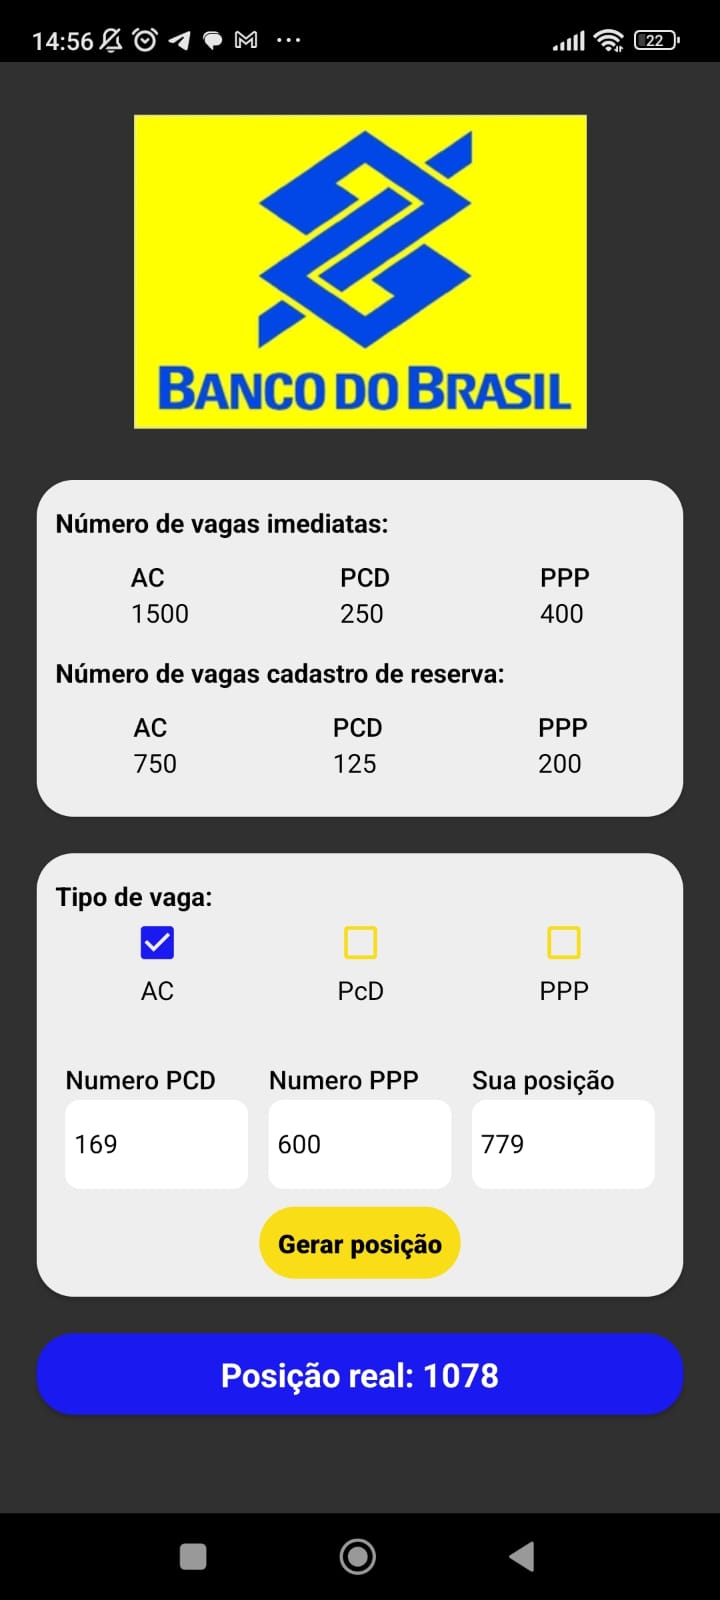 14:56
22
BANCO DO BRASIL
Número de vagas imediatas:
AC PCD PPP
1500 250 400
Número de vagas cadastro de reserva:
AC PCD PPP
750 125 200
Tipo de vaga:
AC PcD PPP
Numero PCD Numero PPP Sua posição
169 600 779
Gerar posição
Posição real: 1078